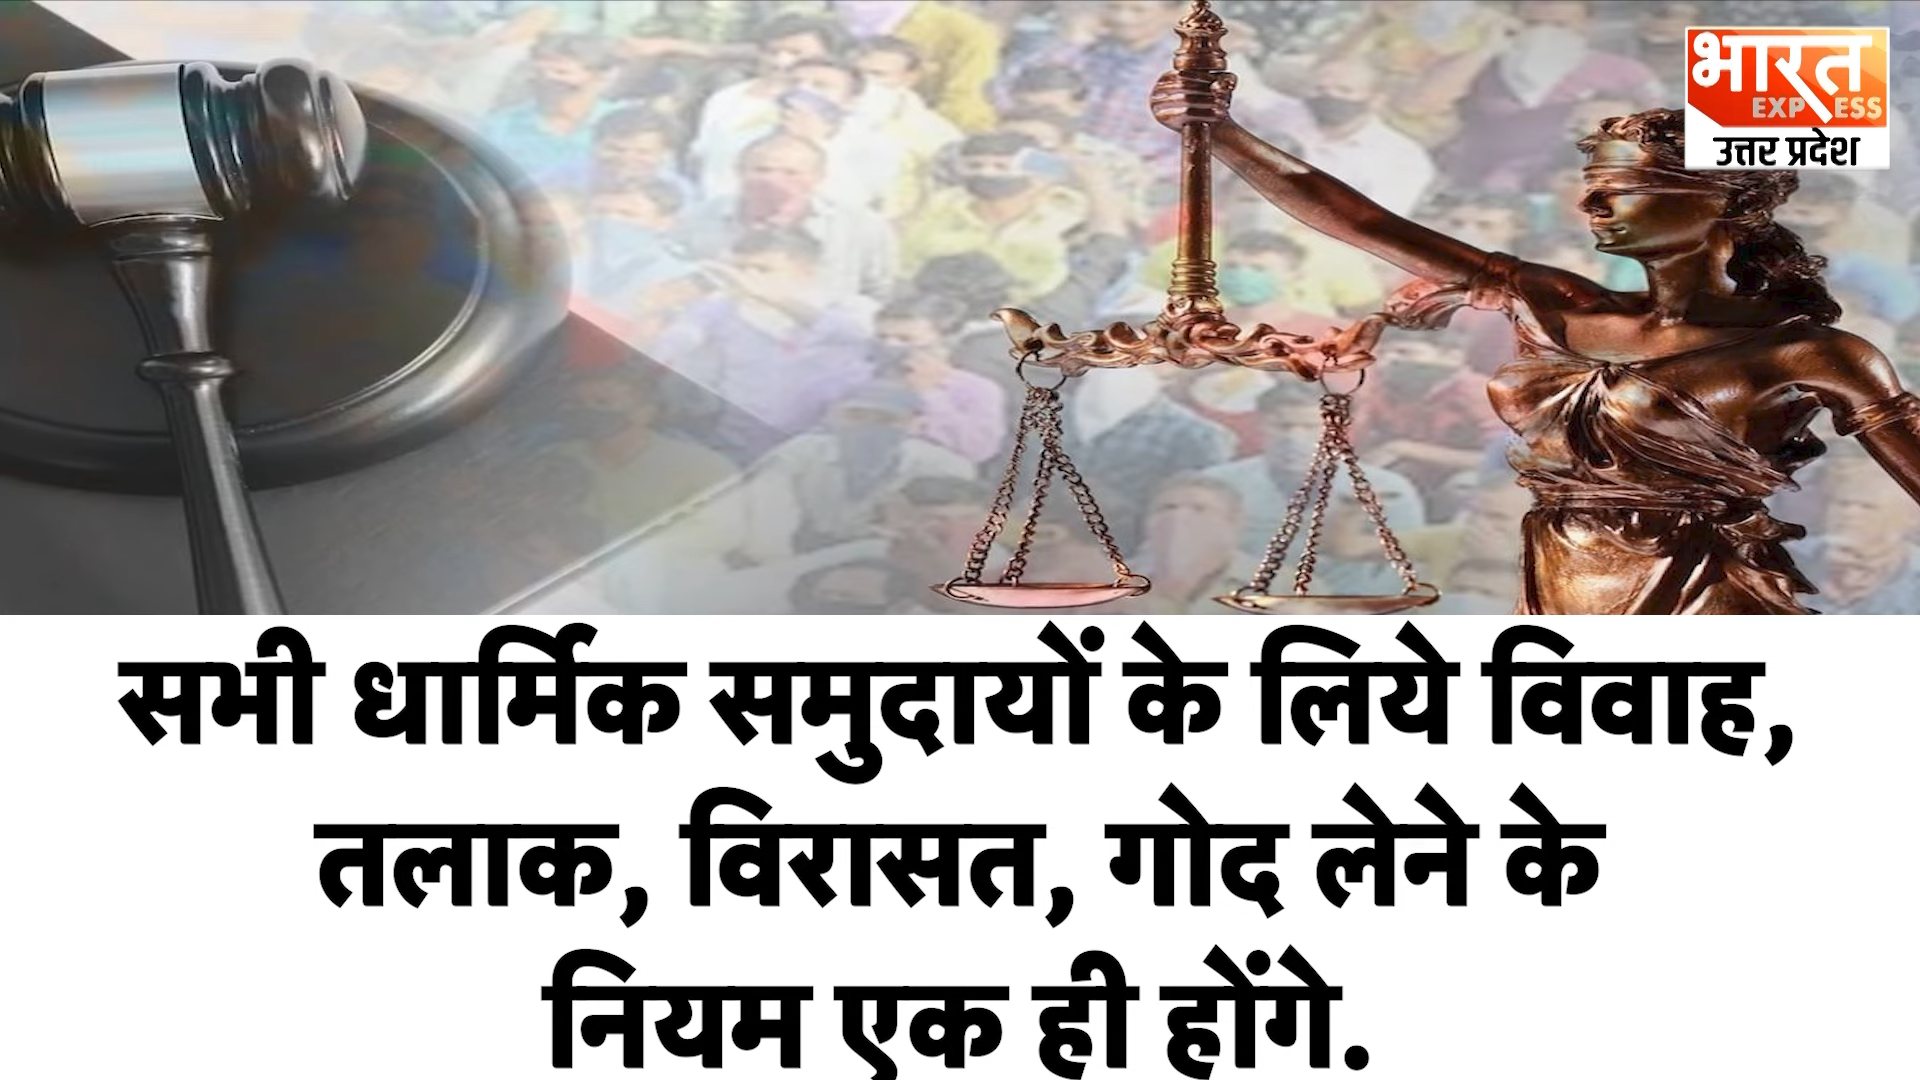 भारत
EXPRESS
उत्तर प्रदेश
सभी धार्मिक समुदायों के लिये विवाह,
तलाक, विरासत, गोद लेने के
नियम एक ही होंगे.